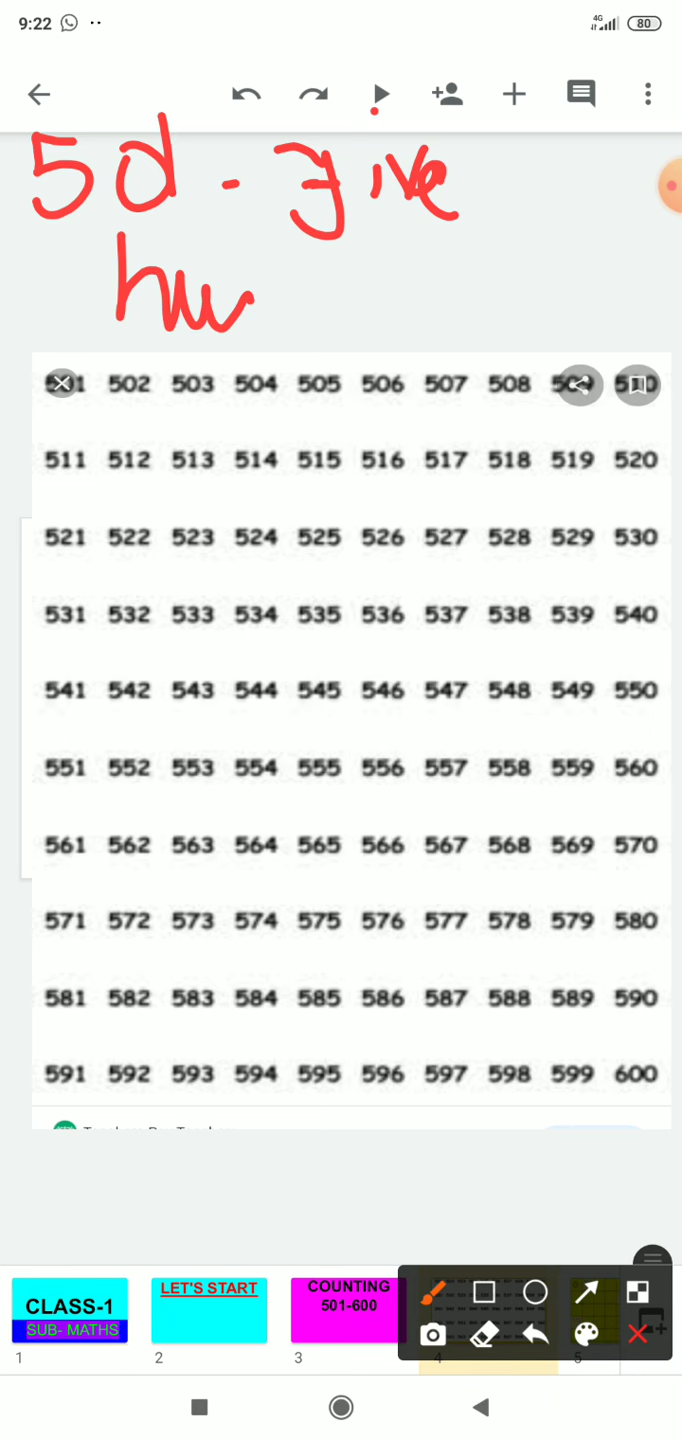 9:22
4G
80
50 - Five
hu
501 502 503 504 505 506 507 508 509 510
511 512 513 514 515 516 517 518 519 520
521 522 523 524 525 526 527 528 529 530
531 532 533 534 535 536 537 538 539 540
541 542 543 544 545 546 547 548 549 550
551 552 553 554 555 556 557 558 559 560
561 562 563 564 565 566 567 568 569 570
571 572 573 574 575 576 577 578 579 580
581 582 583 584 585 586 587 588 589 590
591 592 593 594 595 596 597 598 599 600
CLASS-1
SUB- MATHS
LET'S START
COUNTING
501-600
1 2 3 4 5